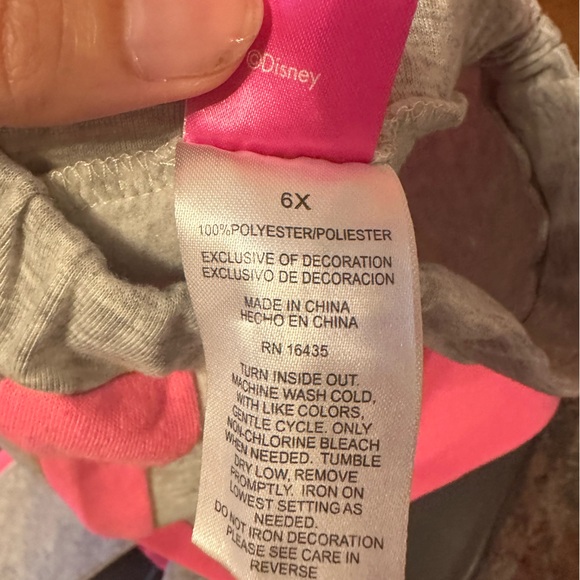 ©Disney
6X
100%POLYESTER/POLIESTER
EXCLUSIVE OF DECORATION
EXCLUSIVO DE DECORACION
MADE IN CHINA
HECHO EN CHINA
RN 16435
TURN INSIDE OUT.
MACHINE WASH COLD,
WITH LIKE COLORS,
GENTLE CYCLE. ONLY
NON-CHLORINE BLEACH
WHEN NEEDED. TUMBLE
DRY LOW, REMOVE
PROMPTLY. IRON ON
LOWEST SETTING AS
NEEDED.
DO NOT IRON DECORATION
PLEASE SEE CARE IN
REVERSE